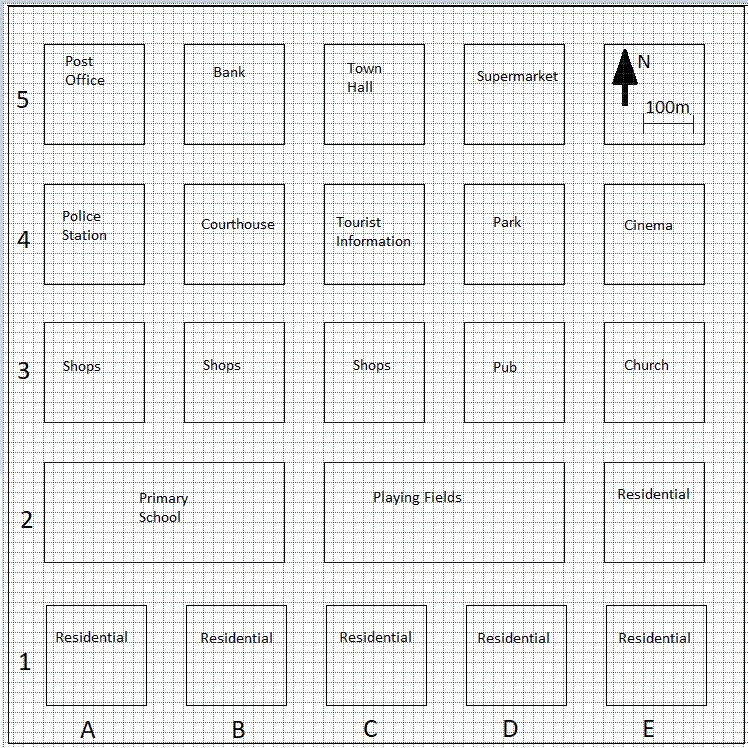 Post
Office
Bank
Town
Hall
Supermarket
N
100m
5
Police
Station
Courthouse
Tourist
Information
Park
Cinema
4
Shops
Shops
Shops
Pub
Church
3
Primary
School
Playing Fields
Residential
2
Residential
Residential
Residential
Residential
Residential
1
A
B
C
D
E